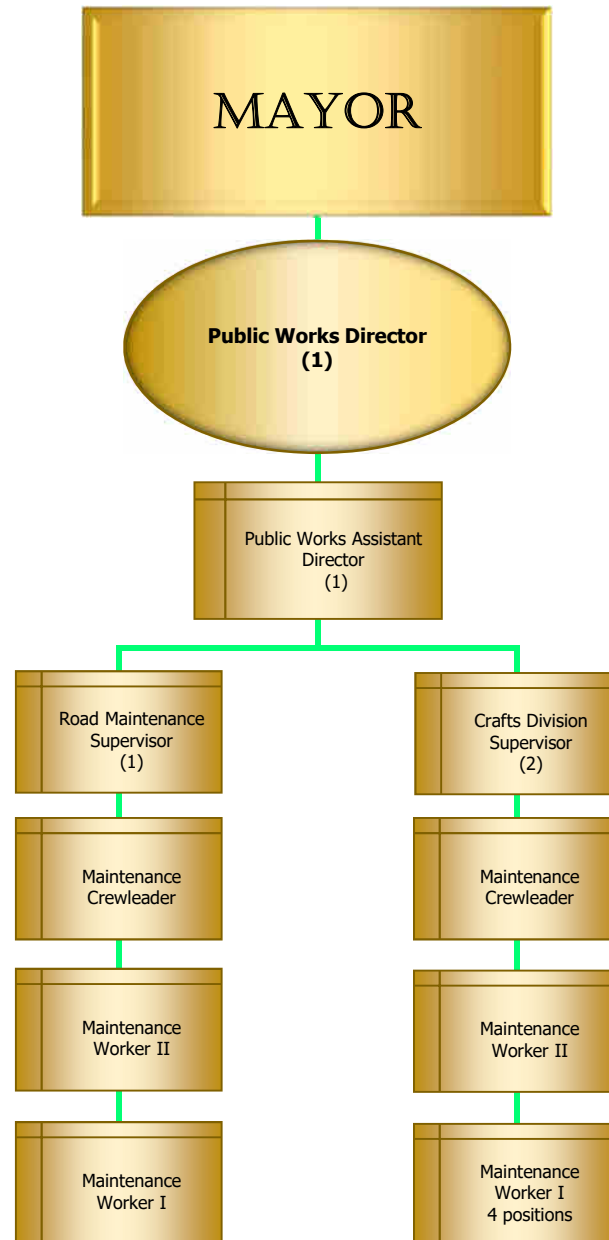 MAYOR
Public Works Director
(1)
Public Works Assistant
Director
(1)
Road Maintenance
Supervisor
(1)
Crafts Division
Supervisor
(2)
Maintenance
Crewleader
Maintenance
Crewleader
Maintenance
Worker II
Maintenance
Worker II
Maintenance
Worker I
Maintenance
Worker I
4 positions